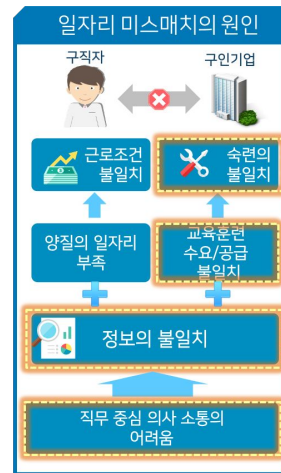 일자리 미스매치의 원인
구직자
구인기업
근로조건
불일치
숙련의
불일치
양질의 일자리
부족
교육훈련
수요/공급
불일치
정보의 불일치
직무 중심 의사 소통의
어려움